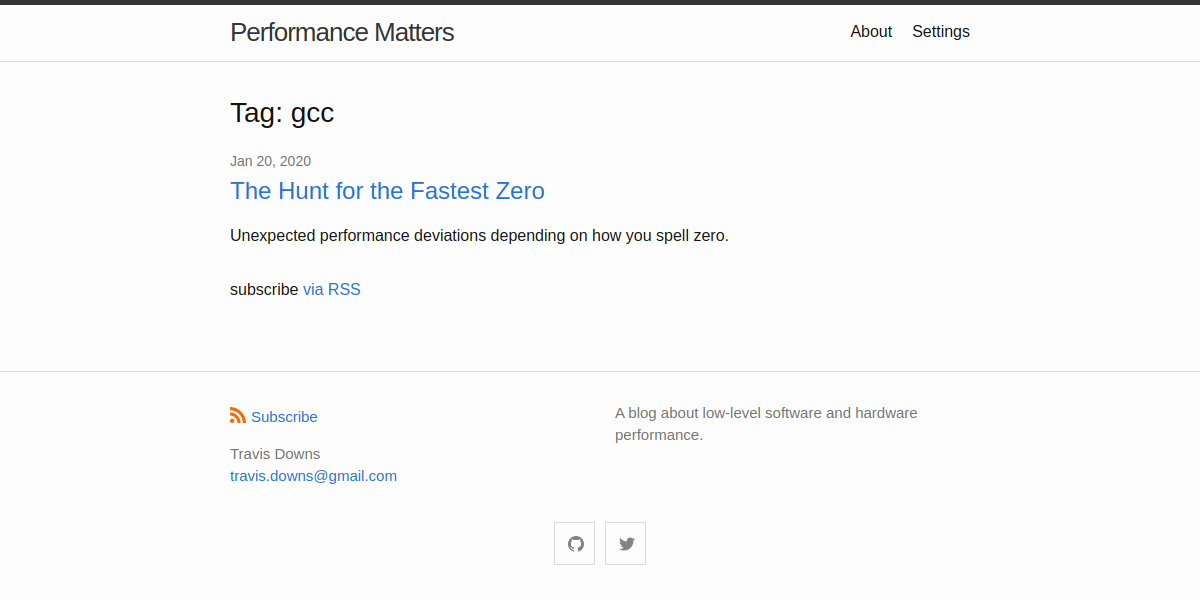 Performance Matters
About Settings
Tag: gcc
Jan 20, 2020
The Hunt for the Fastest Zero
Unexpected performance deviations depending on how you spell zero.
subscribe via RSS
Subscribe
Travis Downs
travis.downs@gmail.com
A blog about low-level software and hardware
performance.